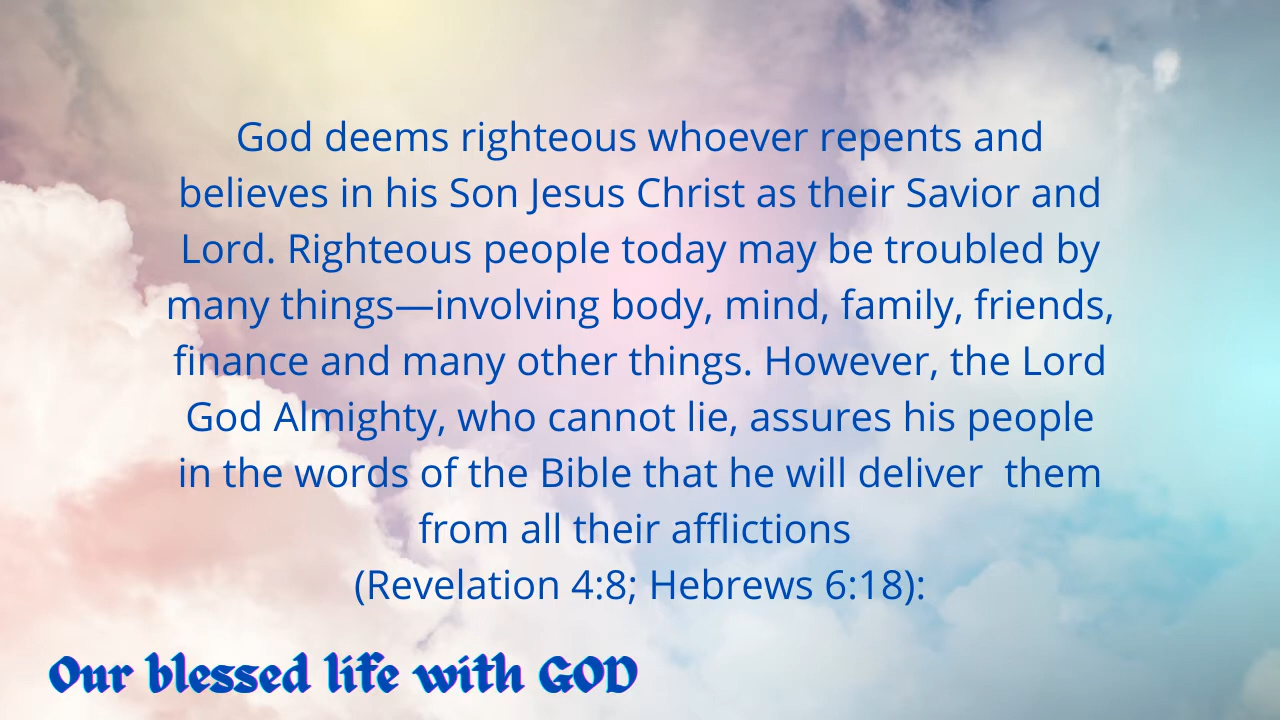 God deems righteous whoever repents and
believes in his Son Jesus Christ as their Savior and
Lord. Righteous people today may be troubled by
many things—involving body, mind, family, friends,
finance and many other things. However, the Lord
God Almighty, who cannot lie, assures his people
in the words of the Bible that he will deliver  them
from all their afflictions
(Revelation 4:8; Hebrews 6:18):
Our blessed life with GOD